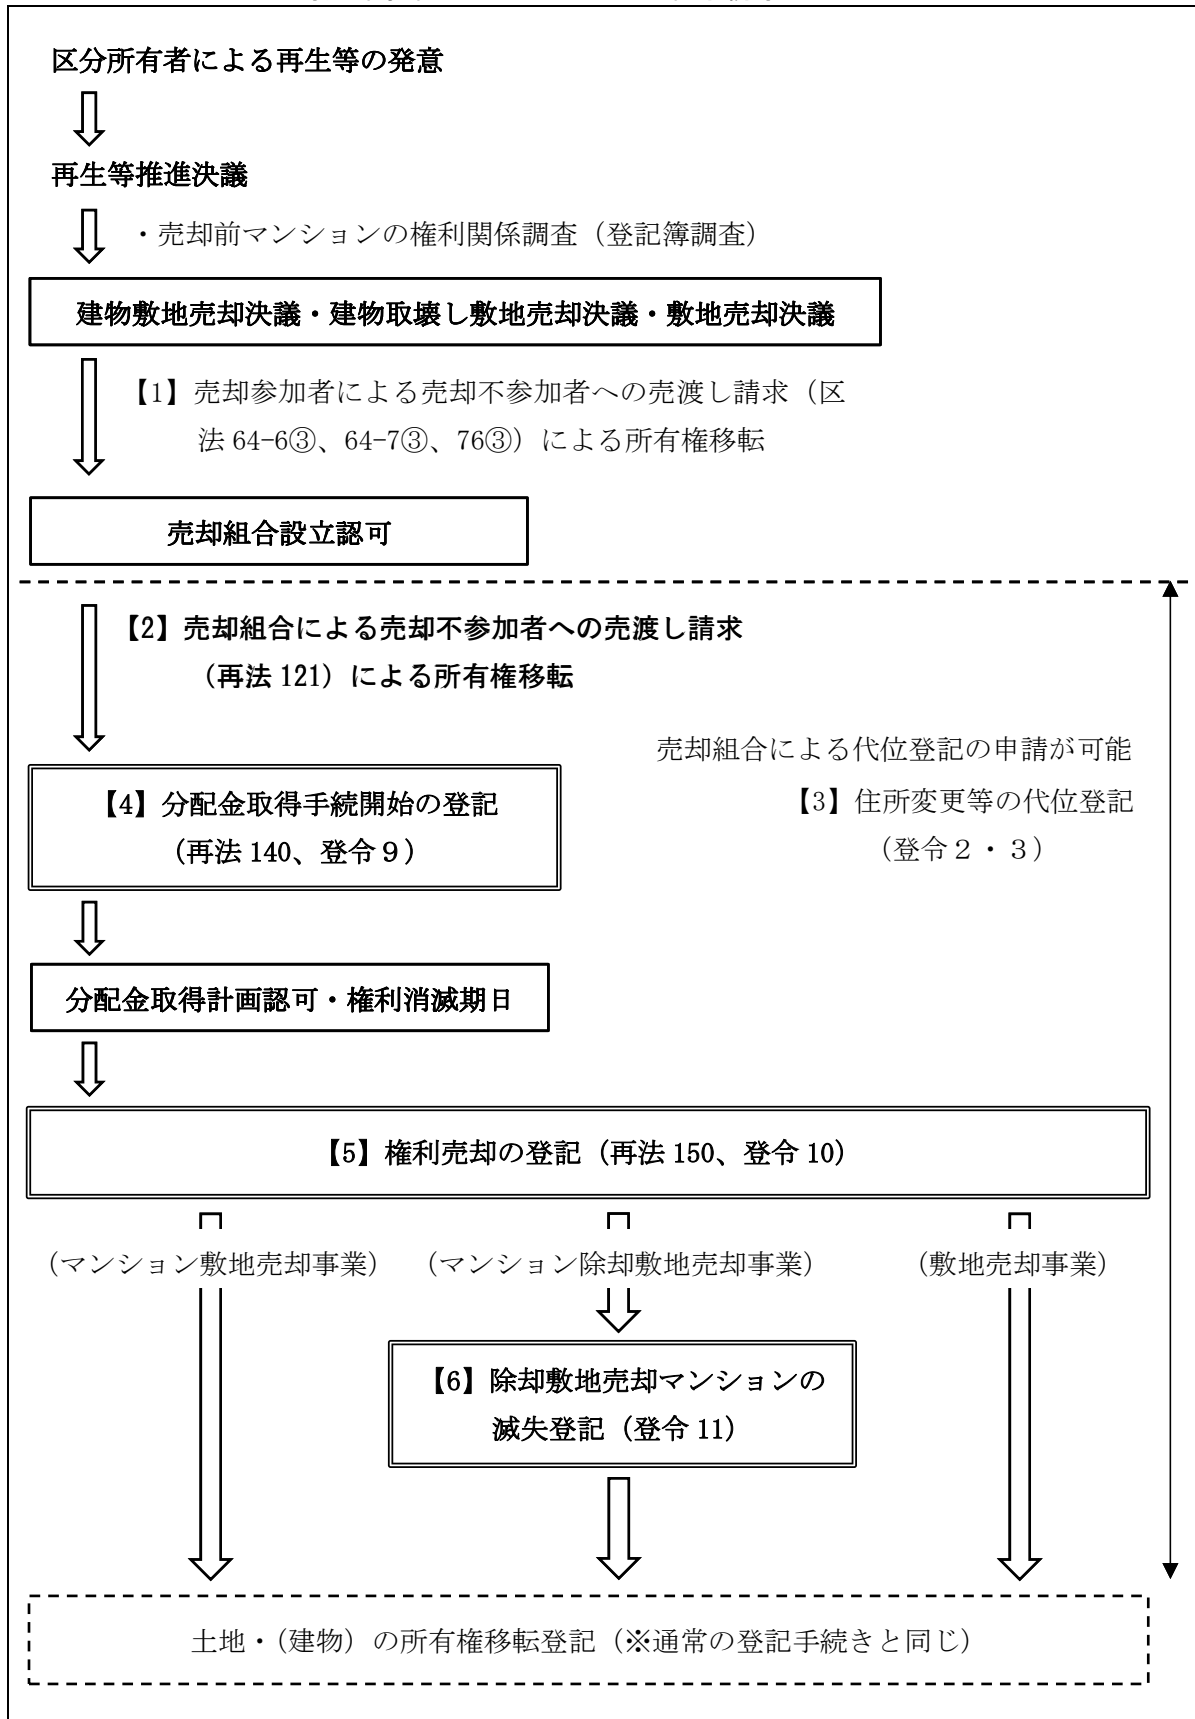 区分所有者による再生等の発意
再生等推進決議
・売却前マンションの権利関係調査（登記簿調査）
建物敷地売却決議・建物取壊し敷地売却決議・敷地売却決議
【1】売却参加者による売却不参加者への売渡し請求（区
法 64-6③、64-7③、76③）による所有権移転
売却組合設立認可
【2】売却組合による売却不参加者への売渡し請求
（再法 121）による所有権移転
売却組合による代位登記の申請が可能
【3】住所変更等の代位登記
（登令２・３）
【4】分配金取得手続開始の登記
（再法 140、登令９）
分配金取得計画認可・権利消滅期日
【5】権利売却の登記（再法 150、登令 10）
（マンション敷地売却事業）
（マンション除却敷地売却事業）
（敷地売却事業）
【6】除却敷地売却マンションの
滅失登記（登令 11）
土地・（建物）の所有権移転登記（※通常の登記手続きと同じ）